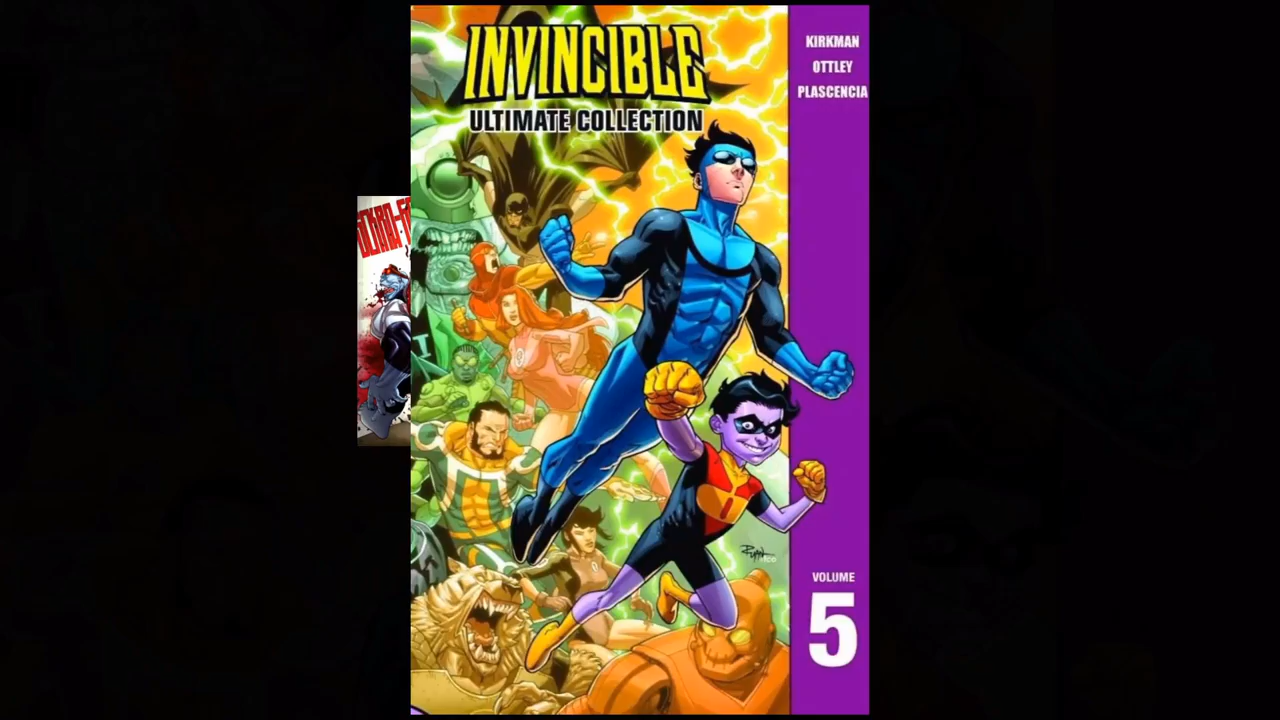 INVINCIBLE
ULTIMATE COLLECTION
KIRKMAN
OTTLEY
PLASCENCIA
VOLUME
5